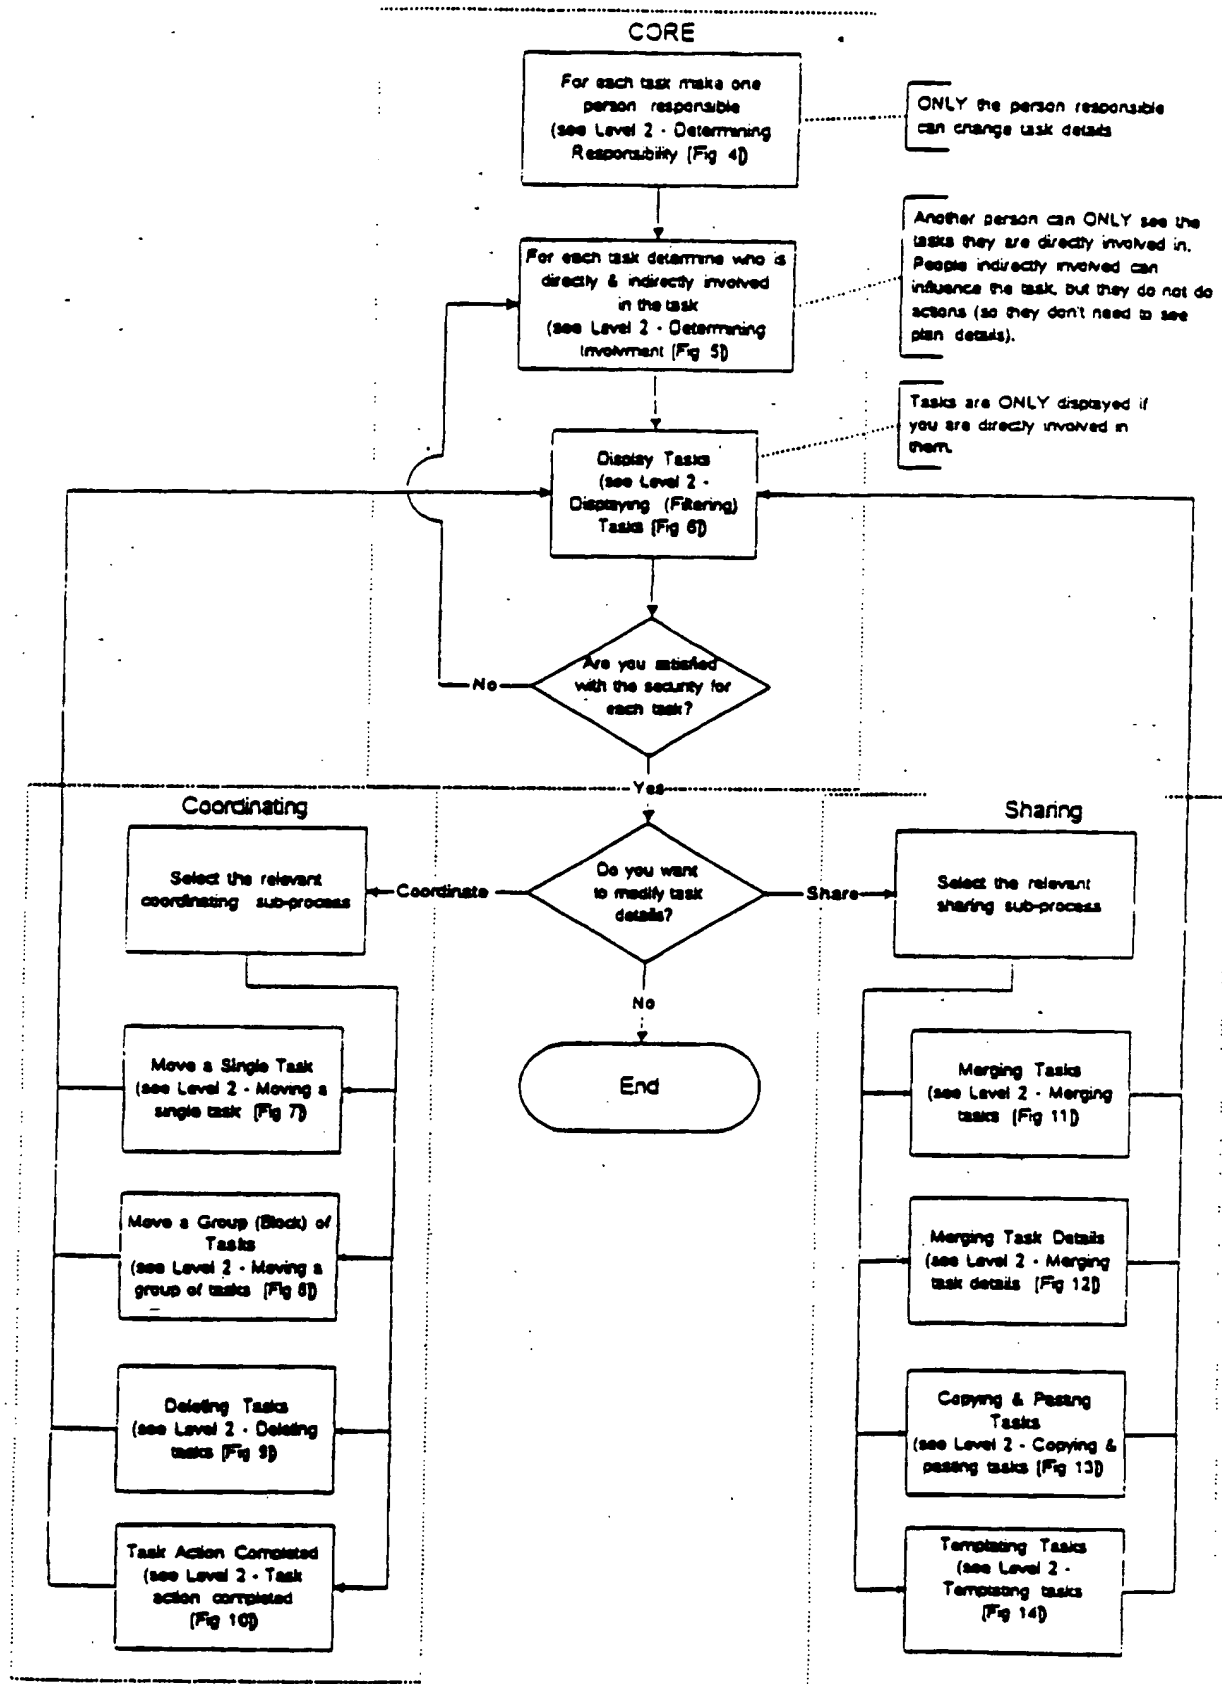 CORE
For each task make one
person responsible
(see Level 2 - Determining
Responsibility [Fig 4])
ONLY the person responsible
can change task details
For each task determine who is
directly & indirectly involved
in the task
(see Level 2 - Determining
Involvment [Fig 5])
Another person can ONLY see the
tasks they are directly involved in.
People indirectly involved can
influence the task, but they do not do
actions (so they don't need to see
plan details).
Display Tasks
(see Level 2 -
Displaying (Filtering)
Tasks [Fig 6])
Tasks are ONLY displayed if
you are directly involved in
them.
Are you satisfied
with the security for
each task?
No
Yes
Coordinating
Sharing
Select the relevant
coordinating sub-process
Coordinate
Do you want
to modify task
details?
Share
Select the relevant
sharing sub-process
No
End
Move a Single Task
(see Level 2 - Moving a
single task [Fig 7])
Move a Group (Block) of
Tasks
(see Level 2 - Moving a
group of tasks [Fig 8])
Deleting Tasks
(see Level 2 - Deleting
tasks [Fig 9])
Task Action Completed
(see Level 2 - Task
action completed
[Fig 10])
Merging Tasks
(see Level 2 - Merging
tasks [Fig 11])
Merging Task Details
(see Level 2 - Merging
task details [Fig 12])
Copying & Pasting
Tasks
(see Level 2 - Copying &
pasting tasks [Fig 13])
Templating Tasks
(see Level 2 -
Templating tasks
[Fig 14])